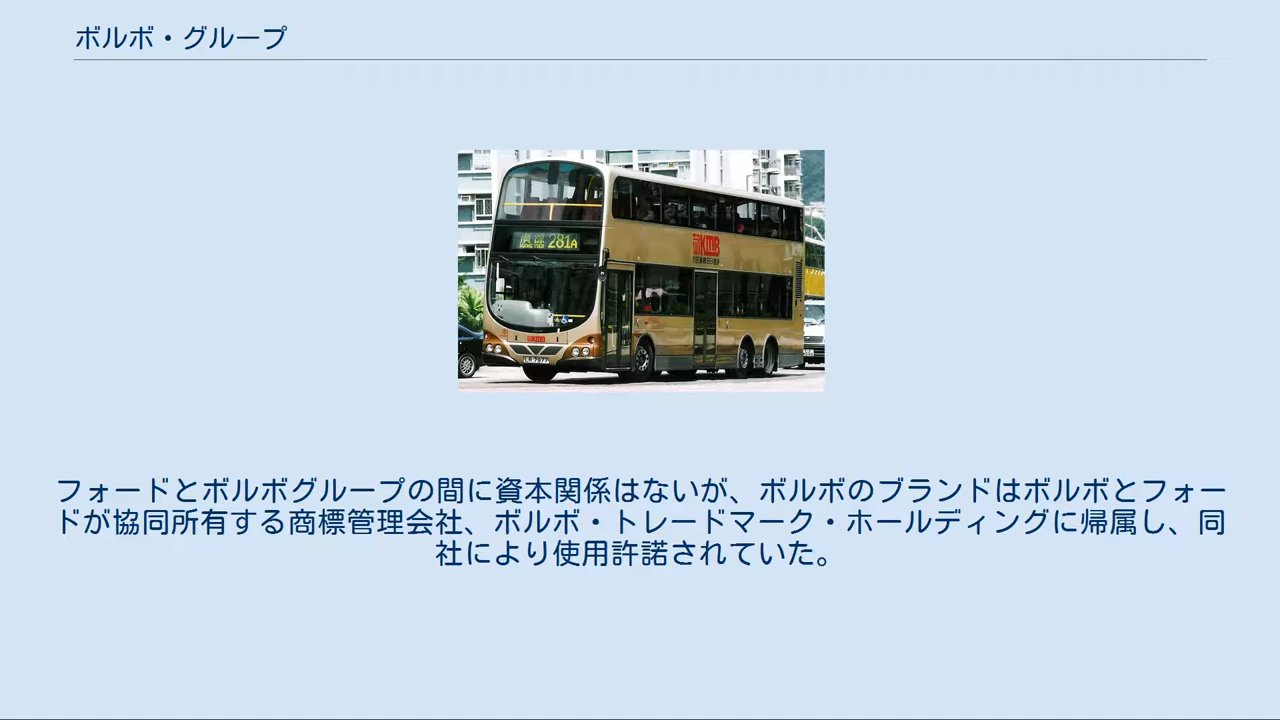 ボルボ・グループ
281A
KMB
KMB
フォードとボルボグループの間に資本関係はないが、ボルボのブランドはボルボとフォー
ドが協同所有する商標管理会社、ボルボ・トレードマーク・ホールディングに帰属し、同
社により使用許諾されていた。